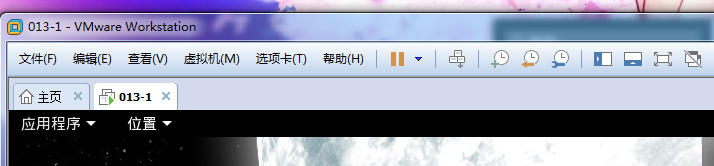 013-1 - VMware Workstation
文件(F) 编辑(E) 查看(V) 虚拟机(M) 选项卡(T) 帮助(H)
主页 013-1
应用程序 位置